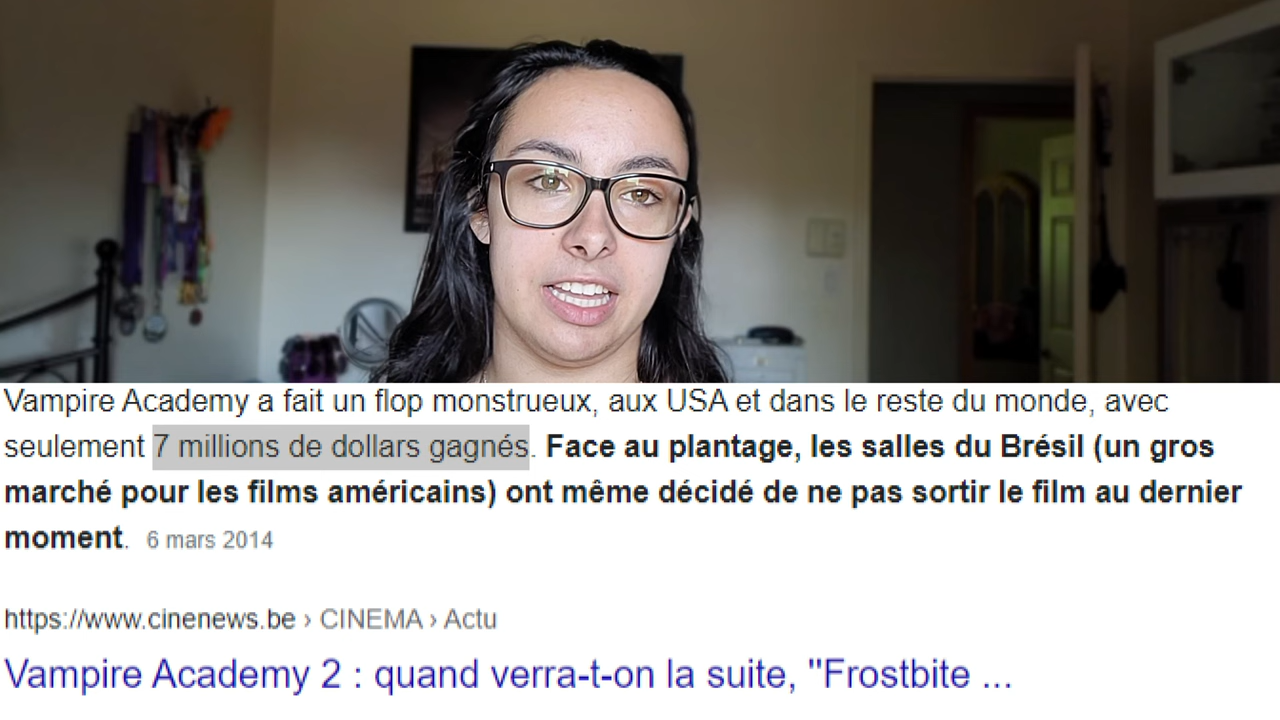 Vampire Academy a fait un flop monstrueux, aux USA et dans le reste du monde, avec
seulement 7 millions de dollars gagnés. Face au plantage, les salles du Brésil (un gros
marché pour les films américains) ont même décidé de ne pas sortir le film au dernier
moment. 6 mars 2014
https://www.cinenews.be › CINEMA › Actu
Vampire Academy 2 : quand verra-t-on la suite, "Frostbite ...